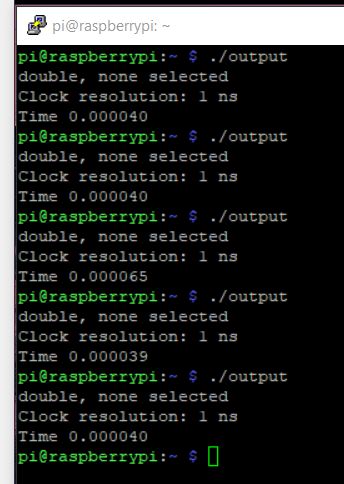 pi@raspberrypi: ~
pi@raspberrypi:~ $ ./output
double, none selected
Clock resolution: 1 ns
Time 0.000040
pi@raspberrypi:~ $ ./output
double, none selected
Clock resolution: 1 ns
Time 0.000040
pi@raspberrypi:~ $ ./output
double, none selected
Clock resolution: 1 ns
Time 0.000065
pi@raspberrypi:~ $ ./output
double, none selected
Clock resolution: 1 ns
Time 0.000039
pi@raspberrypi:~ $ ./output
double, none selected
Clock resolution: 1 ns
Time 0.000040
pi@raspberrypi:~ $